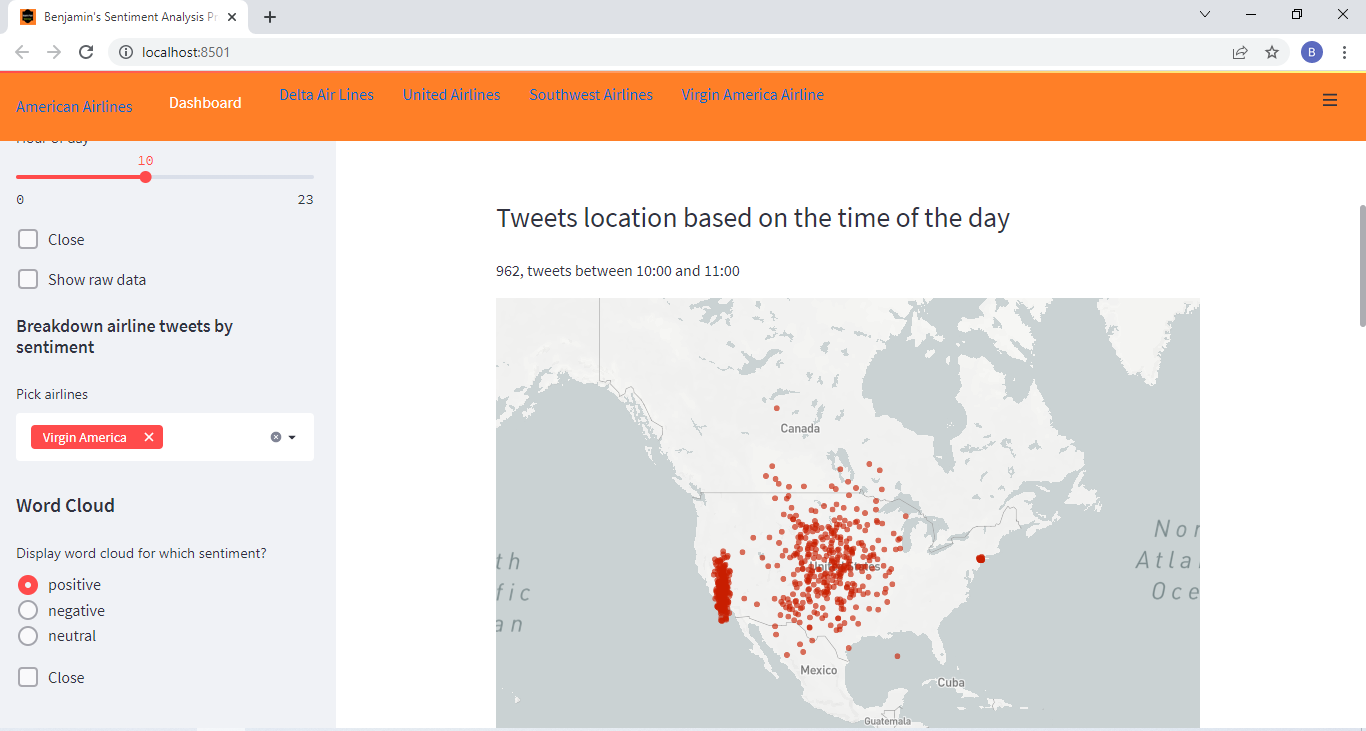 Benjamin's Sentiment Analysis Pr
localhost:8501
B
American Airlines
Dashboard
Delta Air Lines
United Airlines
Southwest Airlines
Virgin America Airline
Hour of day
10
0
23
Close
Show raw data
Breakdown airline tweets by
sentiment
Pick airlines
Virgin America
Word Cloud
Display word cloud for which sentiment?
positive
negative
neutral
Close
Tweets location based on the time of the day
962, tweets between 10:00 and 11:00
Canada
United States
Mexico
Cuba
Guatemala
th
fic
an
Nor
Atla
Oce